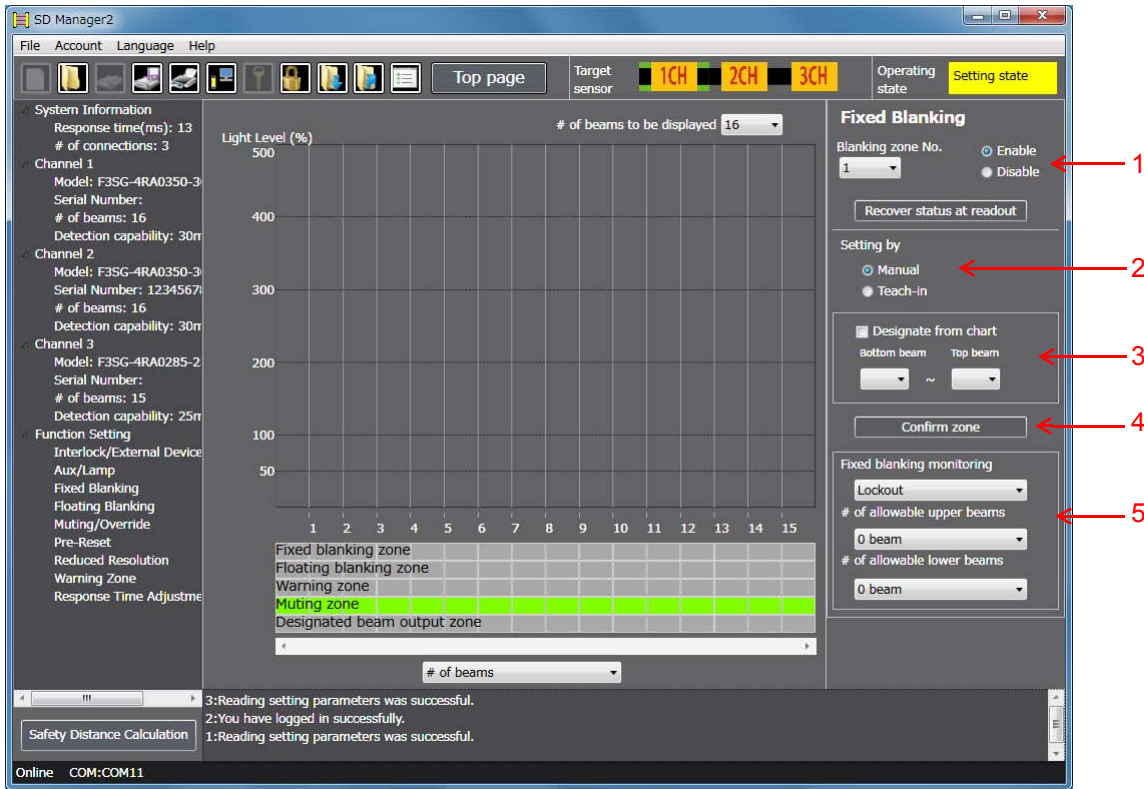 SD Manager2
File Account Language Help
Top page
Target sensor
1CH 2CH 3CH
Operating state
Setting state
System Information
Response time(ms): 13
# of connections: 3
Channel 1
Model: F3SG-4RA0350-3
Serial Number:
# of beams: 16
Detection capability: 30m
Channel 2
Model: F3SG-4RA0350-3
Serial Number: 1234567
# of beams: 16
Detection capability: 30m
Channel 3
Model: F3SG-4RA0285-2
Serial Number:
# of beams: 15
Detection capability: 25m
Function Setting
Interlock/External Device
Aux/Lamp
Fixed Blanking
Floating Blanking
Muting/Override
Pre-Reset
Reduced Resolution
Warning Zone
Response Time Adjustme
Safety Distance Calculation
# of beams to be displayed 16
Light Level (%)
500
400
300
200
100
50
1 2 3 4 5 6 7 8 9 10 11 12 13 14 15
Fixed blanking zone
Floating blanking zone
Warning zone
Muting zone
Designated beam output zone
# of beams
Fixed Blanking
Blanking zone No.
1
Enable
Disable
1
Recover status at readout
Setting by
Manual
2
Teach-in
Designate from chart
Bottom beam Top beam
~
3
Confirm zone
4
Fixed blanking monitoring
Lockout
# of allowable upper beams
5
0 beam
# of allowable lower beams
0 beam
3:Reading setting parameters was successful.
2:You have logged in successfully.
1:Reading setting parameters was successful.
Online COM:COM11